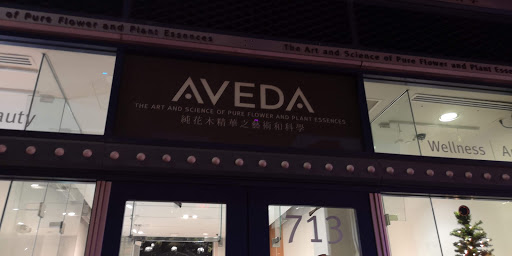 of Pure Flower and Plant Essences
The Art and Science of Pure Flower and Plant Essences
AVEDA
THE ART AND SCIENCE OF PURE FLOWER AND PLANT ESSENCES
純花木精華之藝術和科學
Wellness
713